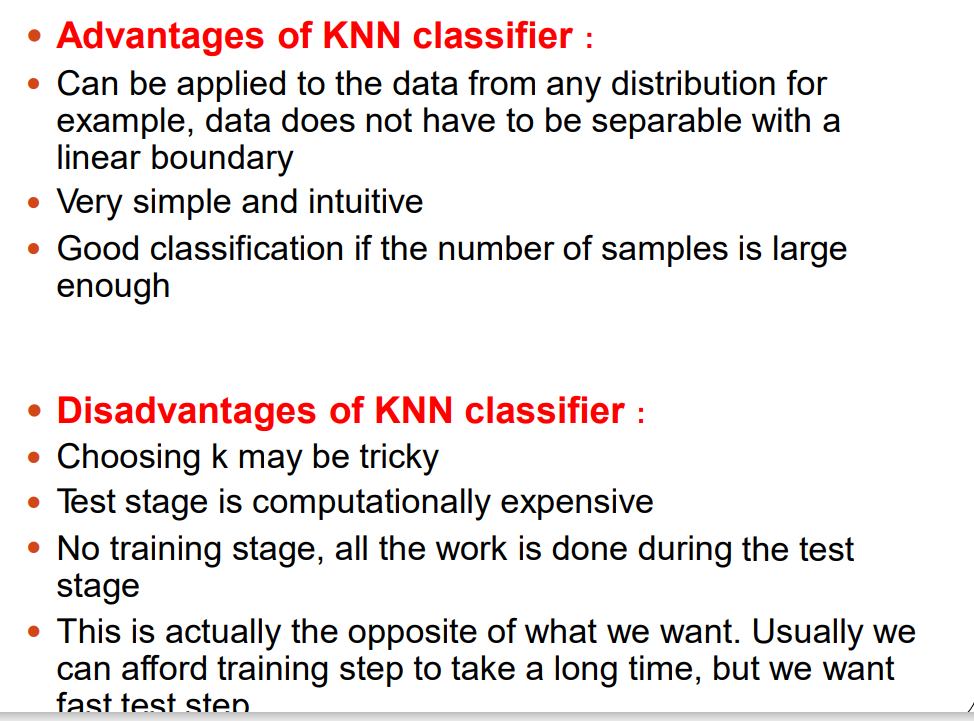 • Advantages of KNN classifier :
• Can be applied to the data from any distribution for
example, data does not have to be separable with a
linear boundary
• Very simple and intuitive
• Good classification if the number of samples is large
enough
• Disadvantages of KNN classifier :
• Choosing k may be tricky
• Test stage is computationally expensive
• No training stage, all the work is done during the test
stage
• This is actually the opposite of what we want. Usually we
can afford training step to take a long time, but we want
fast test step